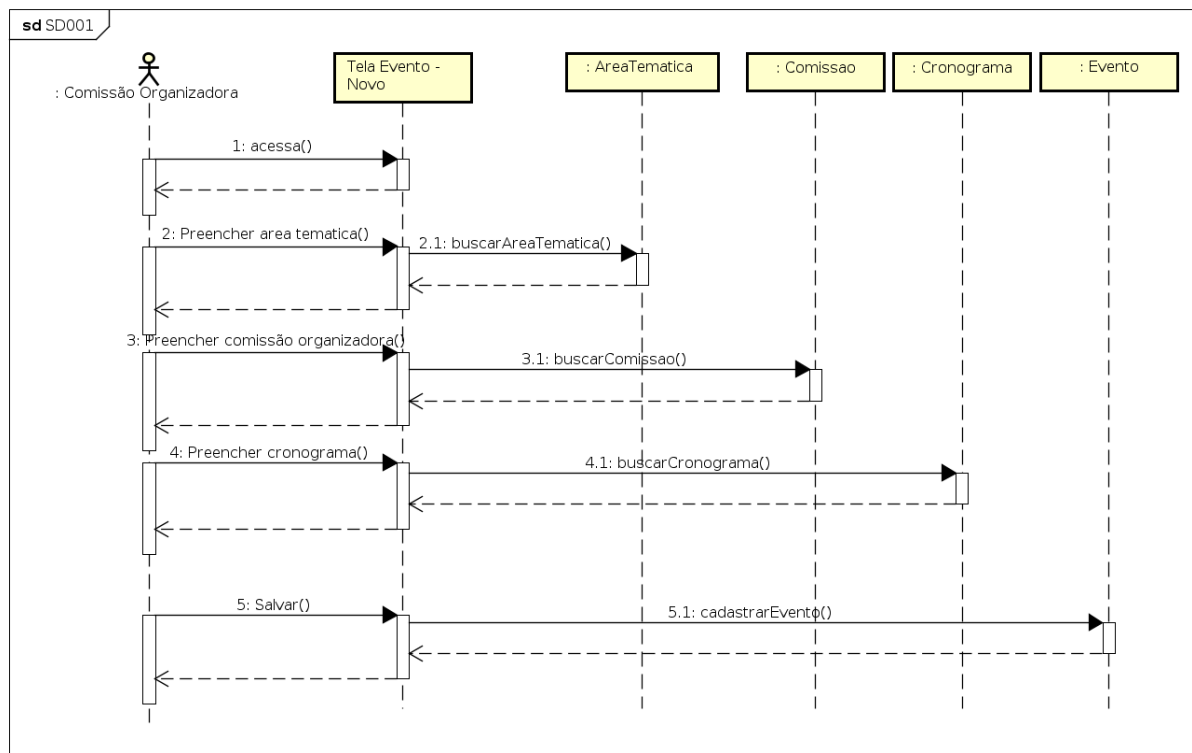 sd SD001
: Comissão Organizadora
Tela Evento -
Novo
: AreaTematica
: Comissao
: Cronograma
: Evento
1: acessa()
2: Preencher area tematica()
2.1: buscarAreaTematica()
3: Preencher comissão organizadora()
3.1: buscarComissao()
4: Preencher cronograma()
4.1: buscarCronograma()
5: Salvar()
5.1: cadastrarEvento()